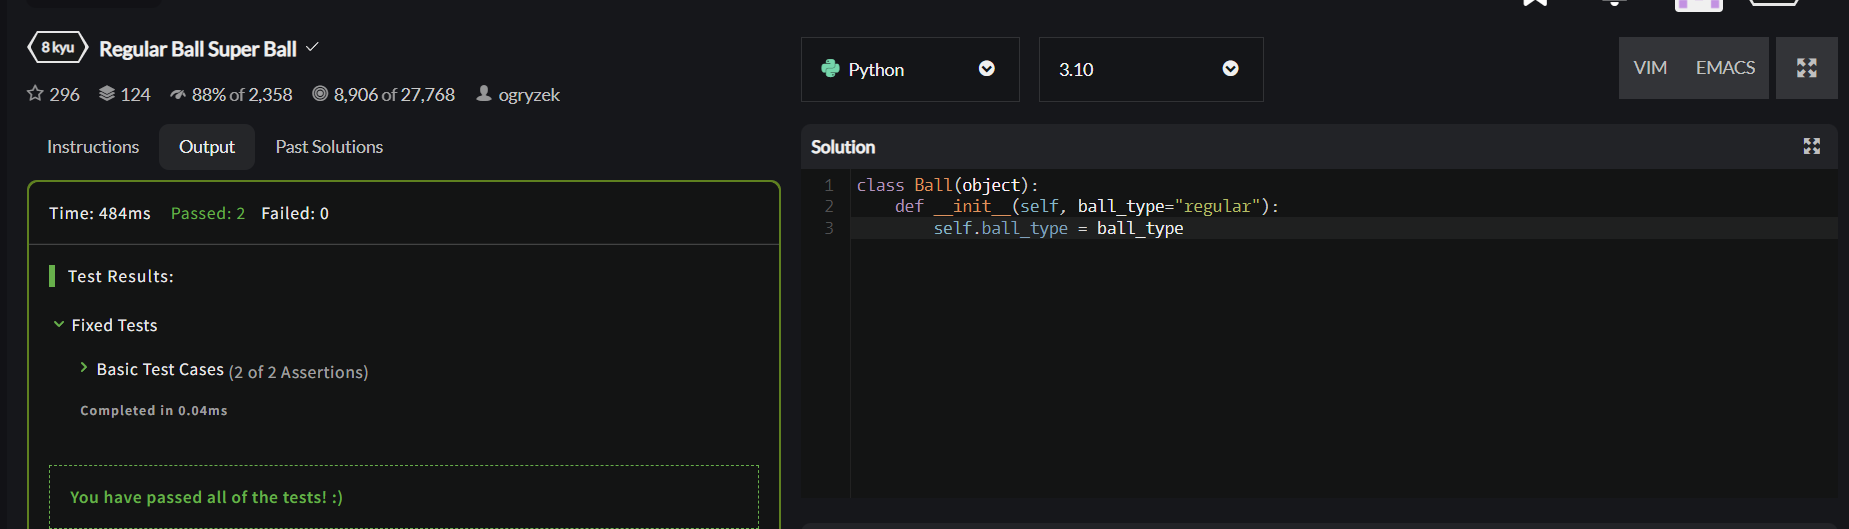 8 kyu Regular Ball Super Ball
296 124 88% of 2,358 8,906 of 27,768 ogryzek
Instructions Output Past Solutions
Time: 484ms Passed: 2 Failed: 0
Test Results:
Fixed Tests
Basic Test Cases (2 of 2 Assertions)
Completed in 0.04ms
You have passed all of the tests! :)
Python 3.10 VIM EMACS
Solution
1 class Ball(object):
2     def __init__(self, ball_type="regular"):
3         self.ball_type = ball_type